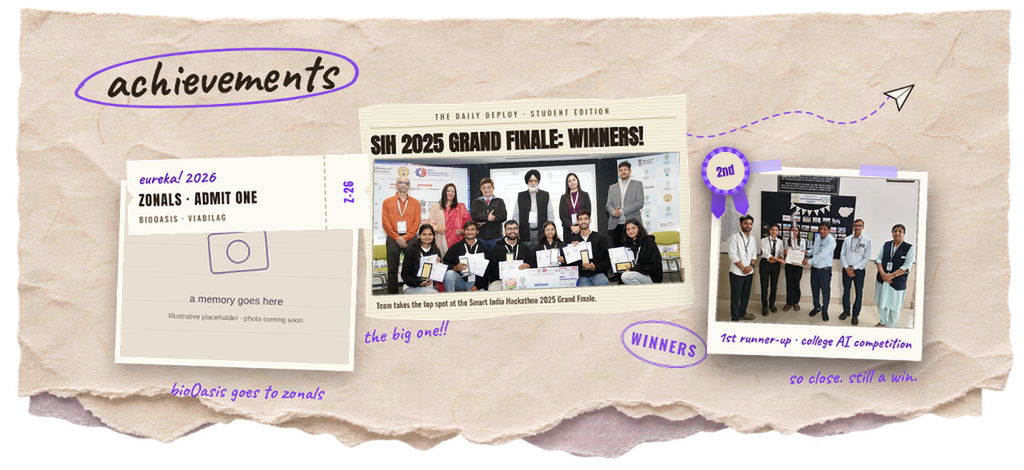 achievements
THE DAILY DEPLOY - STUDENT EDITION
SIH 2025 GRAND FINALE: WINNERS!
eureka! 2026
ZONALS · ADMIT ONE
BIOOASIS · VIABILAG
Z-26
2nd
a memory goes here
Illustrative placeholder · photo coming soon
Winner
Team takes the top spot at the Smart India Hackathon 2025 Grand Finale.
the big one!!
WINNERS
1st runner-up · college AI competition
bioOasis goes to zonals
so close. still a win.